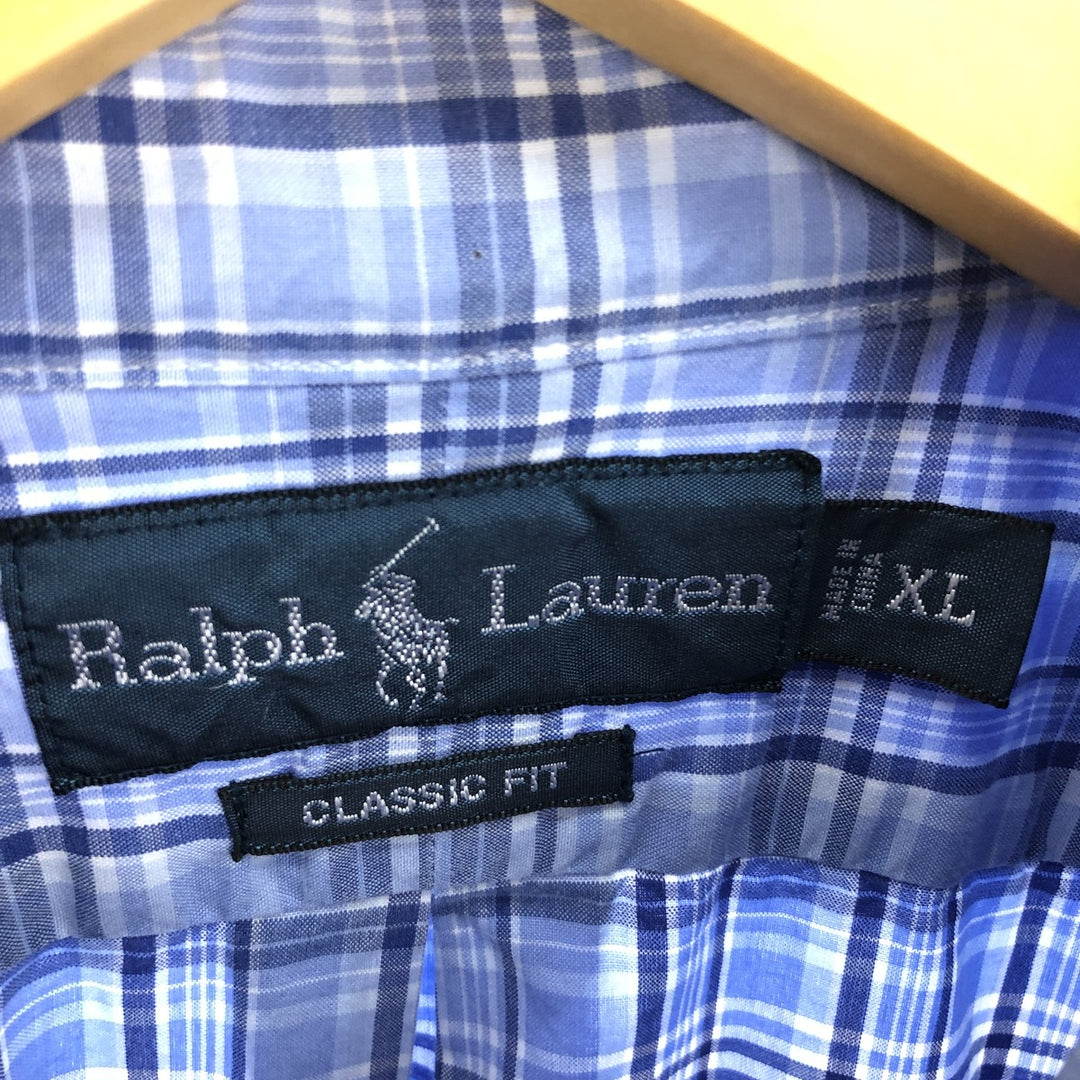 Ralph Lauren
MADE IN
CHINA
XL
CLASSIC FIT